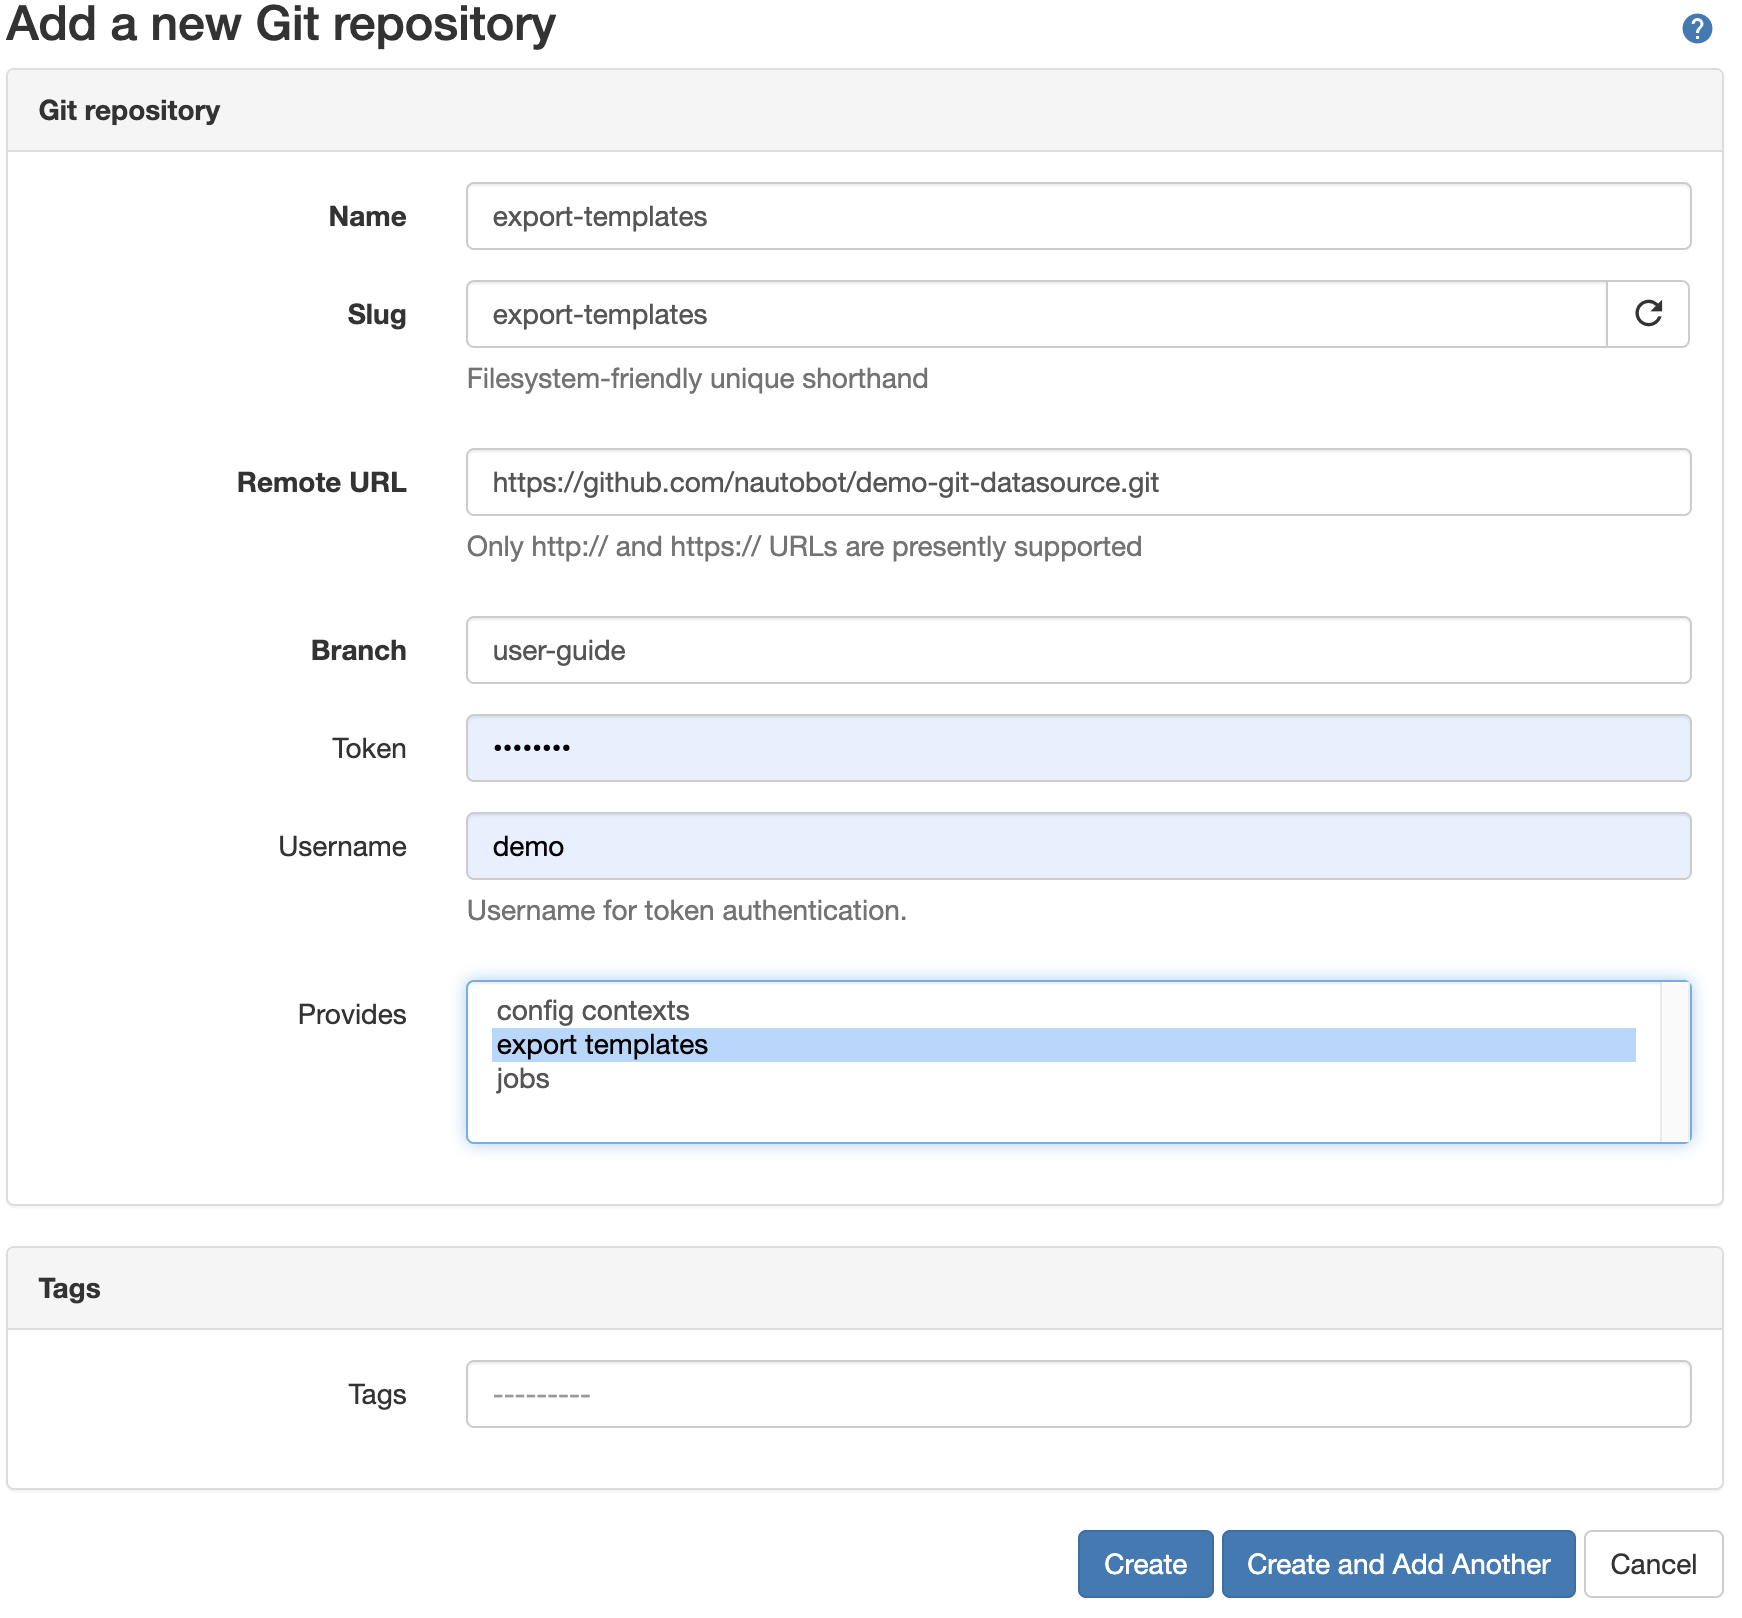 Add a new Git repository
?
Git repository
Name export-templates
Slug export-templates
Filesystem-friendly unique shorthand
Remote URL https://github.com/nautobot/demo-git-datasource.git
Only http:// and https:// URLs are presently supported
Branch user-guide
Token ••••••••
Username demo
Username for token authentication.
Provides config contexts
export templates
jobs
Tags
Tags ---------
Create Create and Add Another Cancel